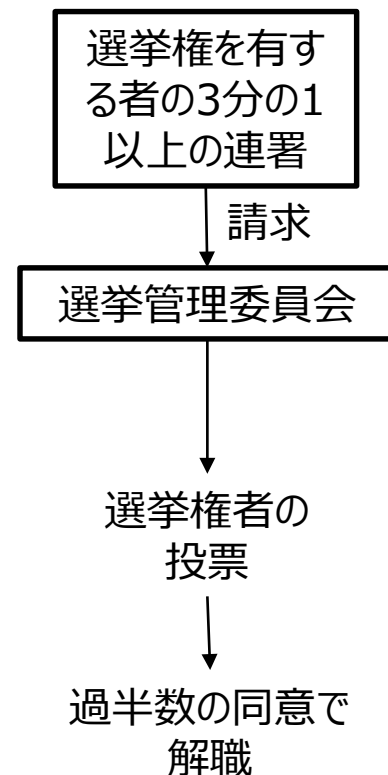 選挙権を有す
る者の3分の1
以上の連署
請求
選挙管理委員会
選挙権者の
投票
過半数の同意で
解職